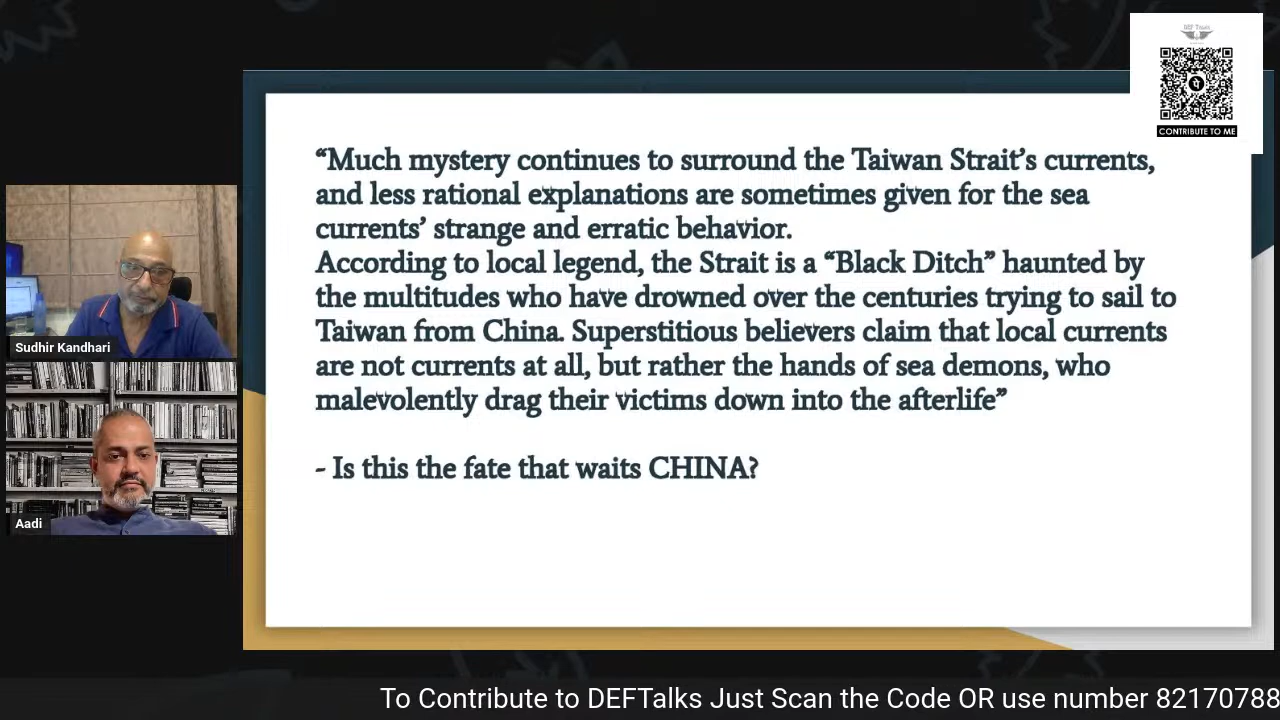 DEF Talks
CONTRIBUTE TO ME
“Much mystery continues to surround the Taiwan Strait’s currents,
and less rational explanations are sometimes given for the sea
currents’ strange and erratic behavior.
According to local legend, the Strait is a “Black Ditch” haunted by
the multitudes who have drowned over the centuries trying to sail to
Taiwan from China. Superstitious believers claim that local currents
are not currents at all, but rather the hands of sea demons, who
malevolently drag their victims down into the afterlife”
- Is this the fate that waits CHINA?
Sudhir Kandhari
Aadi
To Contribute to DEFTalks Just Scan the Code OR use number 82170788